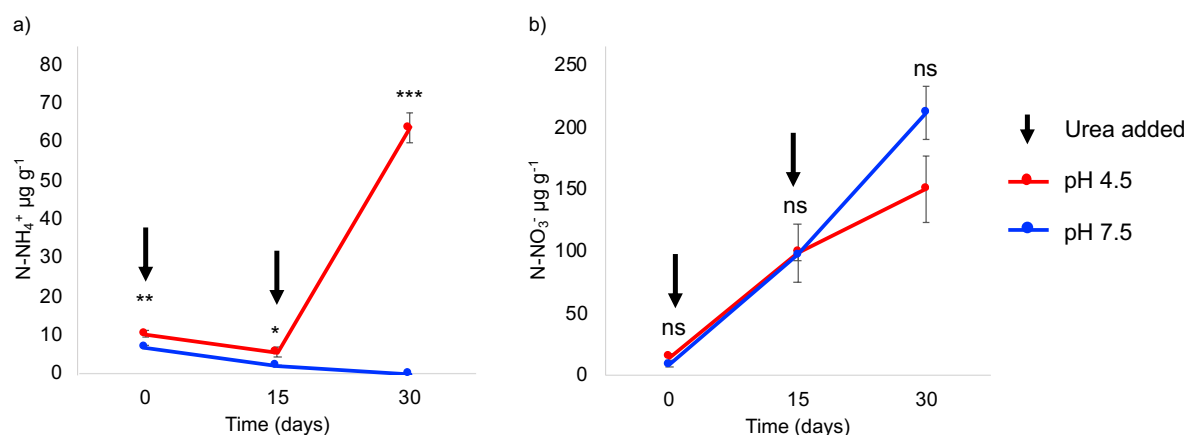 a)
80
70
60
50
40
30
20
10
0
N-NH₄⁺ µg g⁻¹
**
*
***
0 15 30
Time (days)
b)
250
200
150
100
50
0
N-NO₃⁻ µg g⁻¹
ns
ns
ns
0 15 30
Time (days)
Urea added
pH 4.5
pH 7.5